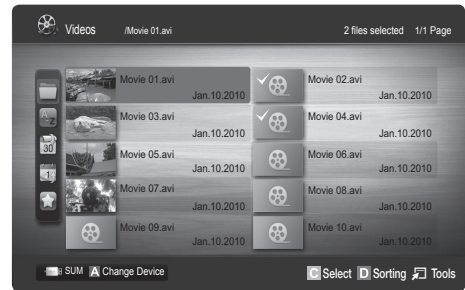 Videos /Movie 01.avi 2 files selected 1/1 Page
Movie 01.avi Movie 02.avi
Jan.10.2010 Jan.10.2010
Movie 03.avi Movie 04.avi
Jan.10.2010 Jan.10.2010
Movie 05.avi Movie 06.avi
Jan.10.2010 Jan.10.2010
Movie 07.avi Movie 08.avi
Jan.10.2010 Jan.10.2010
Movie 09.avi Movie 10.avi
Jan.10.2010 Jan.10.2010
A
30
1
SUM A Change Device C Select D Sorting Tools